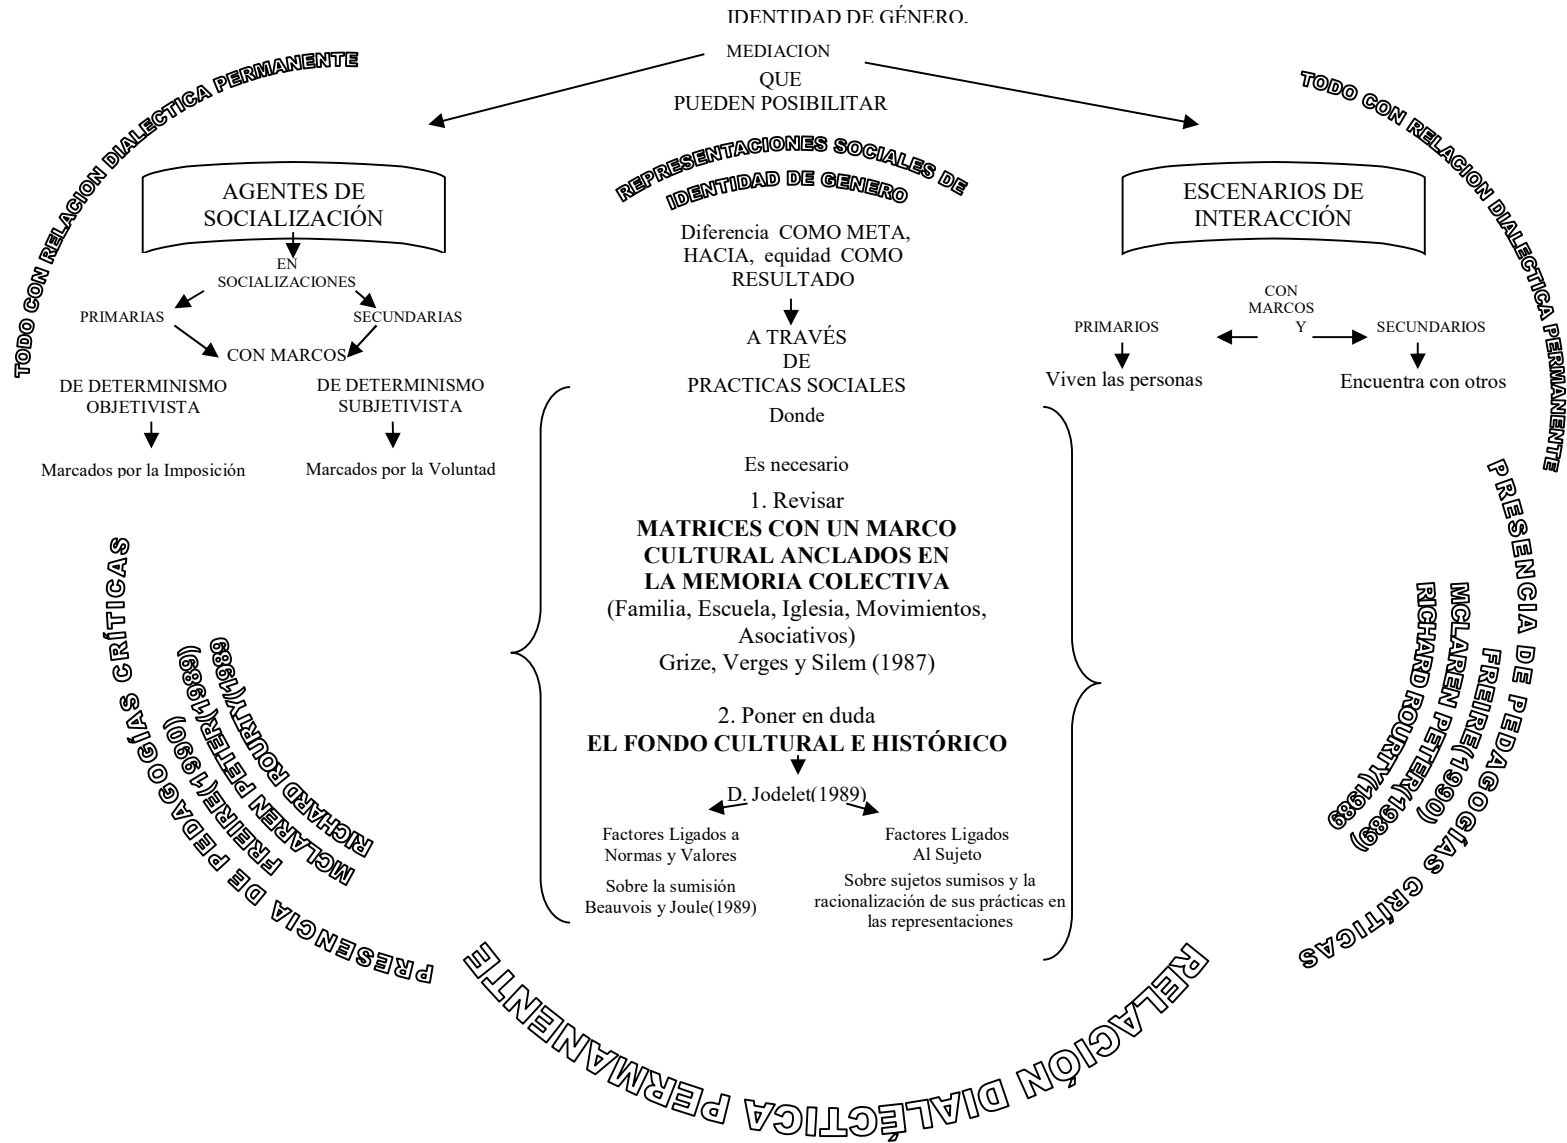 IDENTIDAD DE GÉNERO.
MEDIACION
QUE
PUEDEN POSIBILITAR
TODO CON RELACION DIALECTICA PERMANENTE
TODO CON RELACION DIALECTICA PERMANENTE
REPRESENTACIONES SOCIALES DE
IDENTIDAD DE GENERO
AGENTES DE
SOCIALIZACIÓN
EN
SOCIALIZACIONES
PRIMARIAS
SECUNDARIAS
CON MARCOS
DE DETERMINISMO
OBJETIVISTA
DE DETERMINISMO
SUBJETIVISTA
Marcados por la Imposición
Marcados por la Voluntad
Diferencia COMO META,
HACIA, equidad COMO
RESULTADO
A TRAVÉS
DE
PRACTICAS SOCIALES
Donde
Es necesario
1. Revisar
MATRICES CON UN MARCO
CULTURAL ANCLADOS EN
LA MEMORIA COLECTIVA
(Familia, Escuela, Iglesia, Movimientos,
Asociativos)
Grize, Verges y Silem (1987)
2. Poner en duda
EL FONDO CULTURAL E HISTÓRICO
D. Jodelet(1989)
Factores Ligados a
Normas y Valores
Sobre la sumisión
Beauvois y Joule(1989)
Factores Ligados
Al Sujeto
Sobre sujetos sumisos y la
racionalización de sus prácticas en
las representaciones
ESCENARIOS DE
INTERACCIÓN
CON
MARCOS
Y
PRIMARIOS
SECUNDARIOS
Viven las personas
Encuentra con otros
PRESENCIA DE PEDAGOGÍAS CRÍTICAS
FREIRE(1990)
MCLAREN PETER(1989)
RICHARD ROURTY(1989
PRESENCIA DE PEDAGOGÍAS CRÍTICAS
FREIRE(1990)
MCLAREN PETER(1989)
RICHARD ROURTY(1989
RELACIÓN DIALÉCTICA PERMANENTE